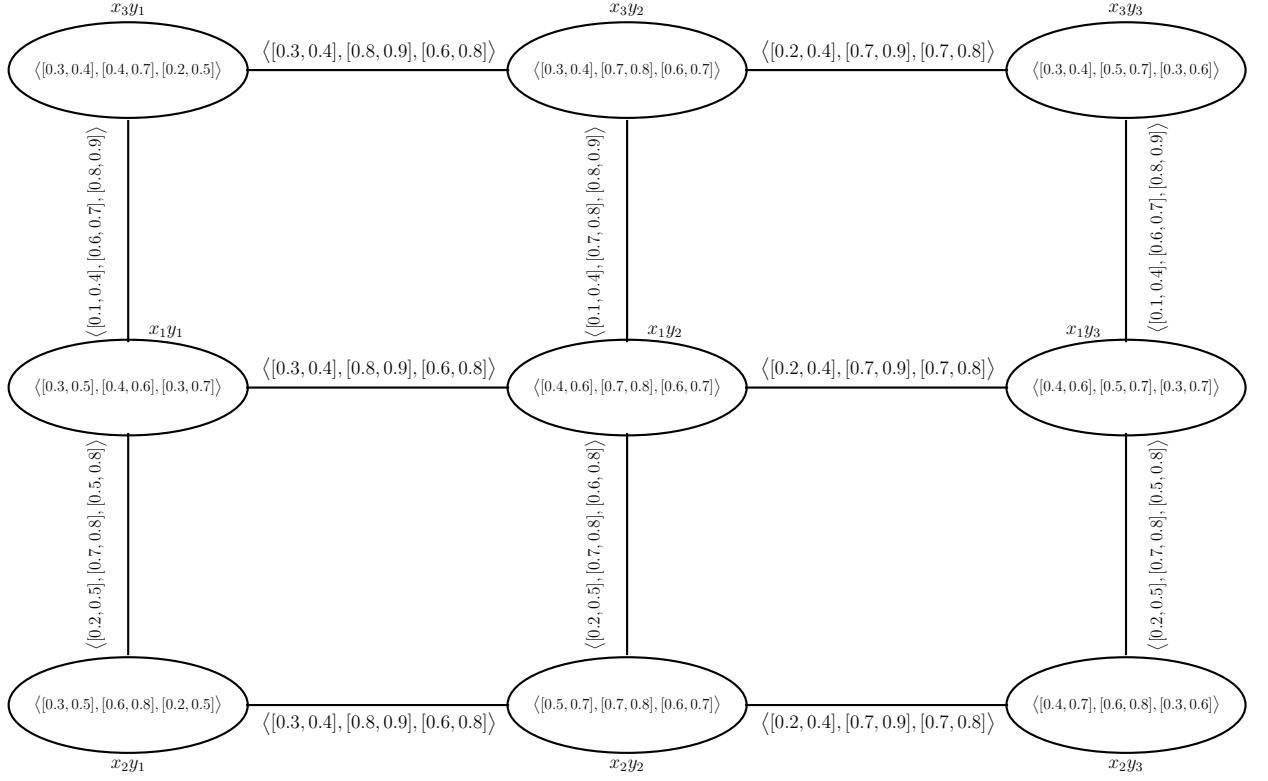 x₃y₁ x₃y₂ x₃y₃
⟨[0.3, 0.4], [0.8, 0.9], [0.6, 0.8]⟩ ⟨[0.2, 0.4], [0.7, 0.9], [0.7, 0.8]⟩
⟨[0.3, 0.4], [0.4, 0.7], [0.2, 0.5]⟩ ⟨[0.3, 0.4], [0.7, 0.8], [0.6, 0.7]⟩ ⟨[0.3, 0.4], [0.5, 0.7], [0.3, 0.6]⟩
⟨[0.1, 0.4], [0.6, 0.7], [0.8, 0.9]⟩ ⟨[0.1, 0.4], [0.7, 0.8], [0.8, 0.9]⟩ ⟨[0.1, 0.4], [0.6, 0.7], [0.8, 0.9]⟩
x₁y₁ x₁y₂ x₁y₃
⟨[0.3, 0.4], [0.8, 0.9], [0.6, 0.8]⟩ ⟨[0.2, 0.4], [0.7, 0.9], [0.7, 0.8]⟩
⟨[0.3, 0.5], [0.4, 0.6], [0.3, 0.7]⟩ ⟨[0.4, 0.6], [0.7, 0.8], [0.6, 0.7]⟩ ⟨[0.4, 0.6], [0.5, 0.7], [0.3, 0.7]⟩
⟨[0.2, 0.5], [0.7, 0.8], [0.5, 0.8]⟩ ⟨[0.2, 0.5], [0.7, 0.8], [0.6, 0.8]⟩ ⟨[0.2, 0.5], [0.7, 0.8], [0.5, 0.8]⟩
⟨[0.3, 0.5], [0.6, 0.8], [0.2, 0.5]⟩ ⟨[0.5, 0.7], [0.7, 0.8], [0.6, 0.7]⟩ ⟨[0.4, 0.7], [0.6, 0.8], [0.3, 0.6]⟩
⟨[0.3, 0.4], [0.8, 0.9], [0.6, 0.8]⟩ ⟨[0.2, 0.4], [0.7, 0.9], [0.7, 0.8]⟩
x₂y₁ x₂y₂ x₂y₃